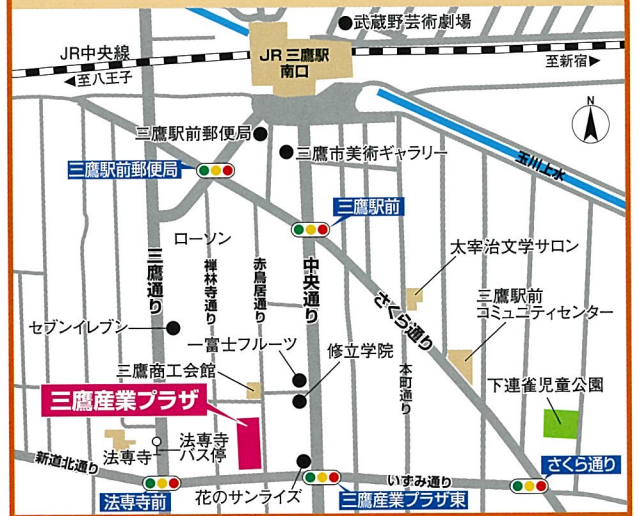 武蔵野芸術劇場
JR中央線
◀至八王子
JR 三鷹駅
南口
至新宿▶
N
三鷹駅前郵便局
三鷹市美術ギャラリー
三鷹駅前郵便局
玉川上水
三鷹駅前
ローソン
太宰治文学サロン
三鷹通り
禅林寺通り
赤鳥居通り
中央通り
さくら通り
三鷹駅前
コミュニティセンター
セブンイレブン
一富士フルーツ
修立学院
本町通り
三鷹商工会館
下連雀児童公園
三鷹産業プラザ
法専寺
法専寺
バス停
新道北通り
いずみ通り
さくら通り
法専寺前
花のサンライズ
三鷹産業プラザ東